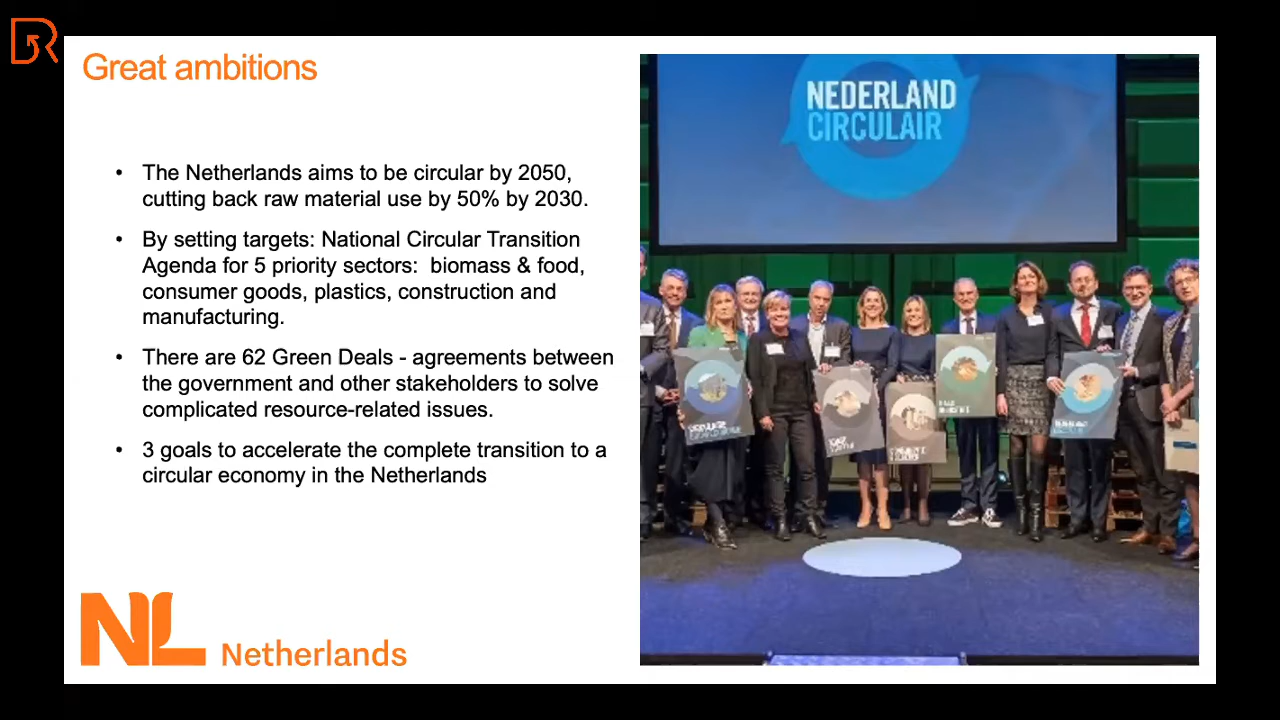 Great ambitions
• The Netherlands aims to be circular by 2050,
cutting back raw material use by 50% by 2030.
• By setting targets: National Circular Transition
Agenda for 5 priority sectors:  biomass & food,
consumer goods, plastics, construction and
manufacturing.
• There are 62 Green Deals - agreements between
the government and other stakeholders to solve
complicated resource-related issues.
• 3 goals to accelerate the complete transition to a
circular economy in the Netherlands
NL Netherlands
NEDERLAND
CIRCULAIR